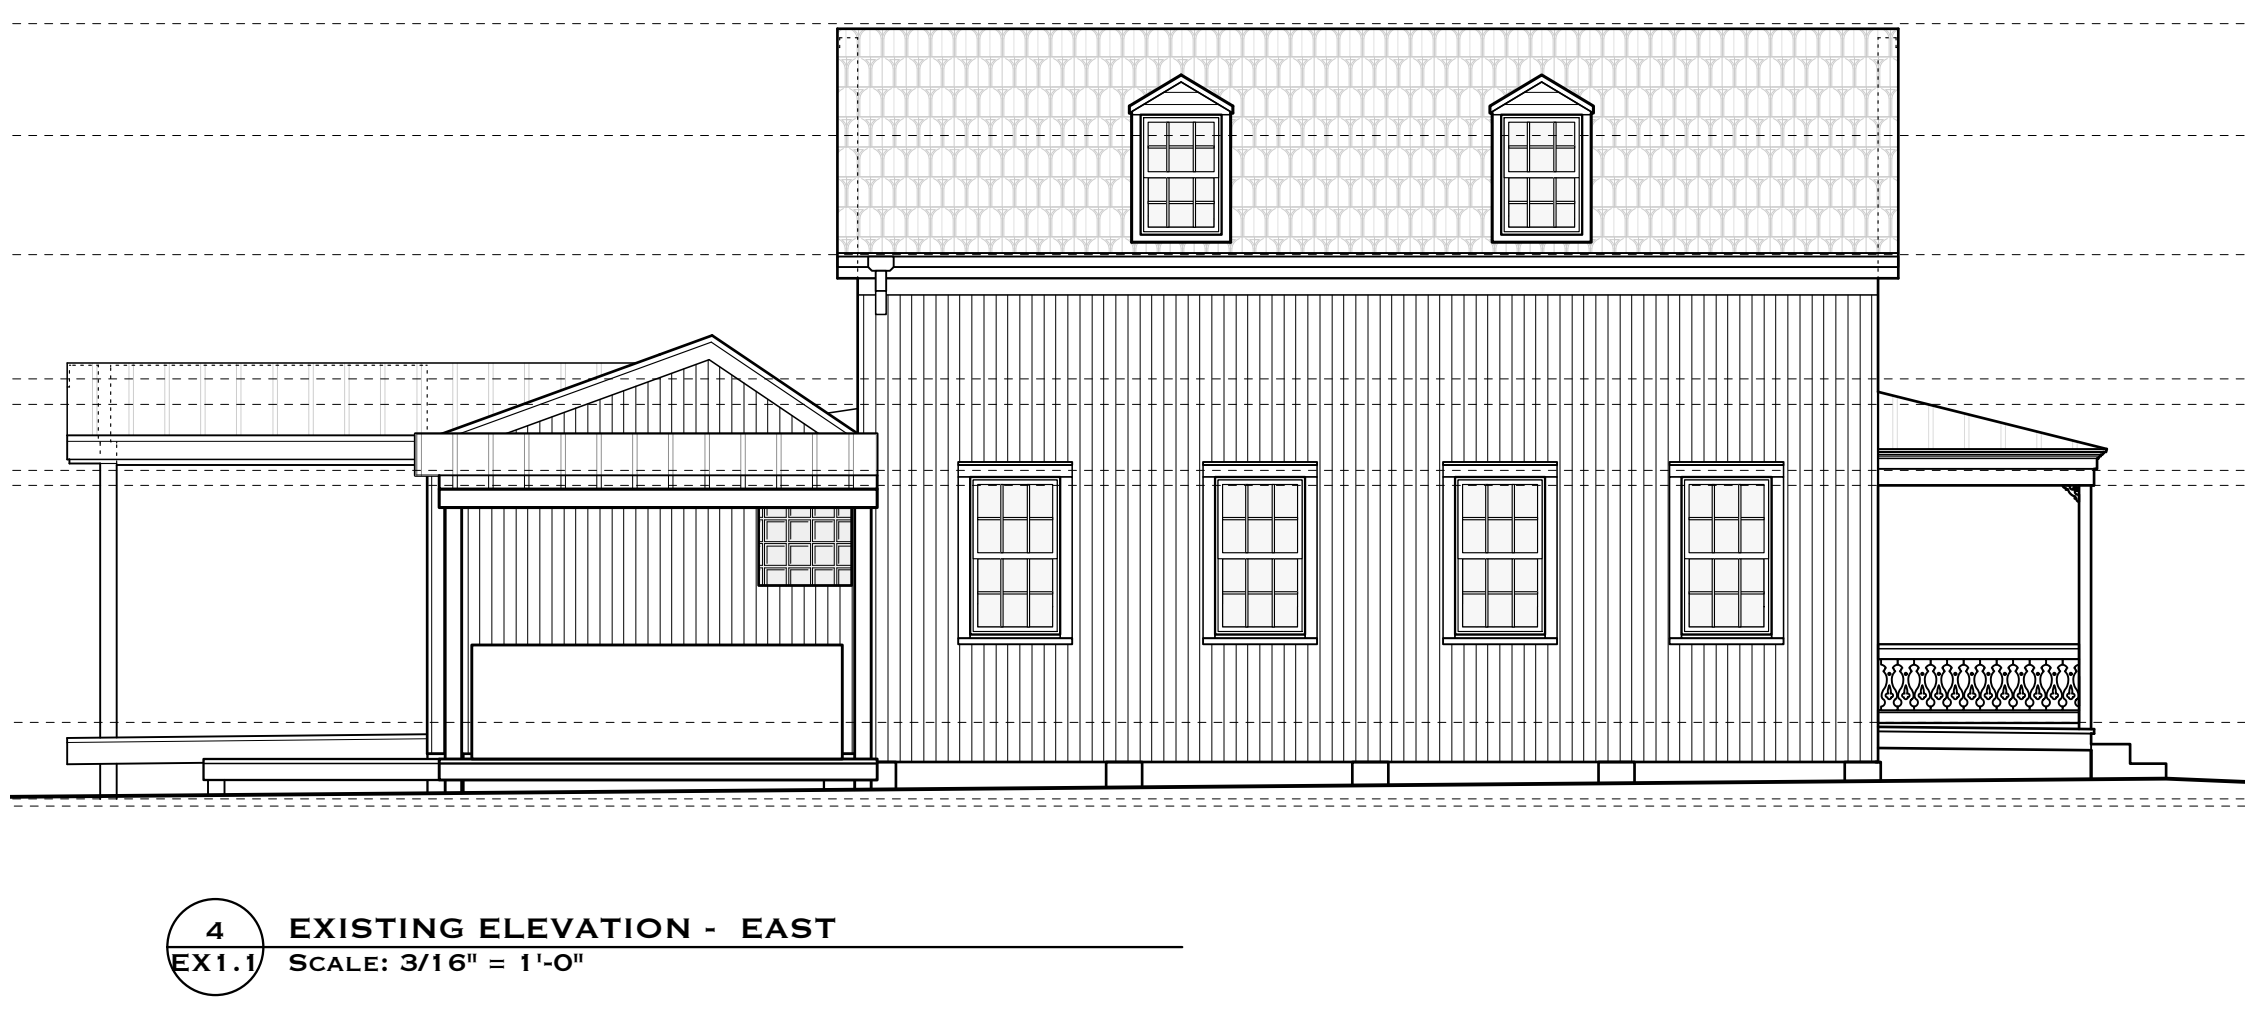 4
EX1.1
EXISTING ELEVATION - EAST
SCALE: 3/16" = 1'-0"